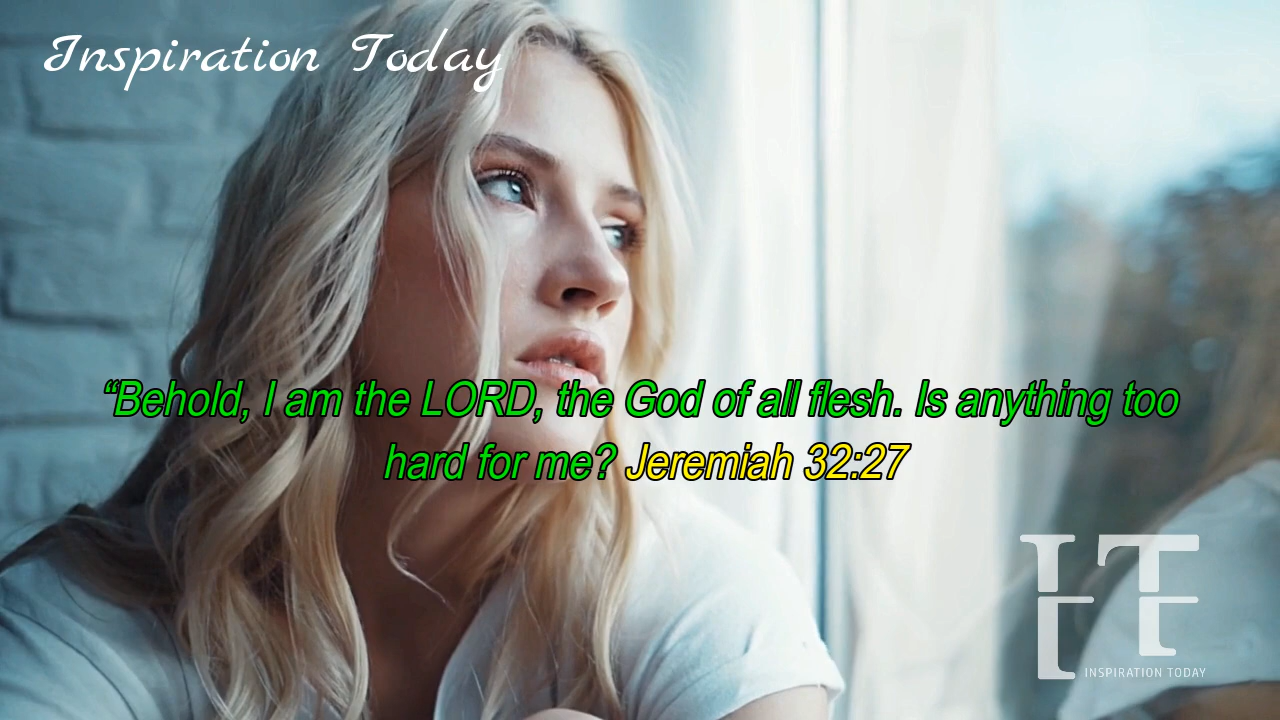 Inspiration Today
“Behold, I am the LORD, the God of all flesh. Is anything too
hard for me? Jeremiah 32:27
IT
INSPIRATION TODAY